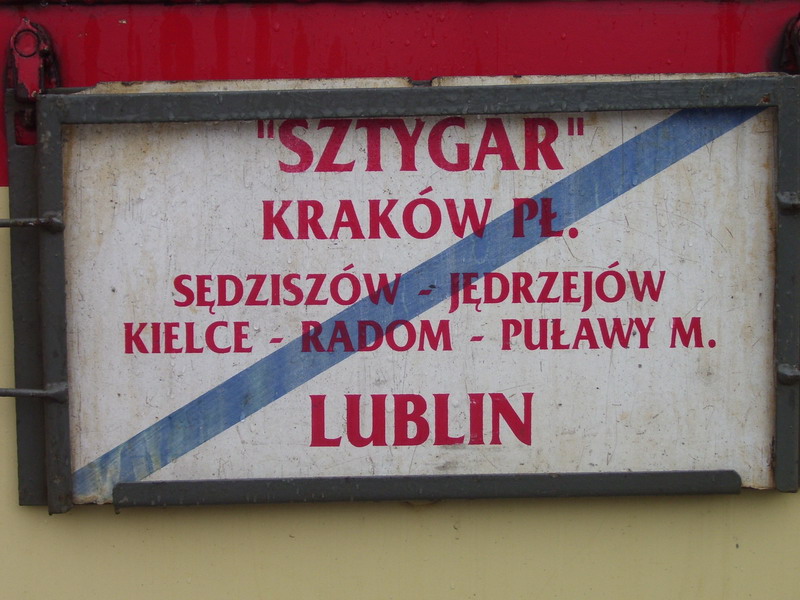 "SZTYGAR"
KRAKÓW PŁ.
SĘDZISZÓW - JĘDRZEJÓW
KIELCE - RADOM - PUŁAWY M.
LUBLIN